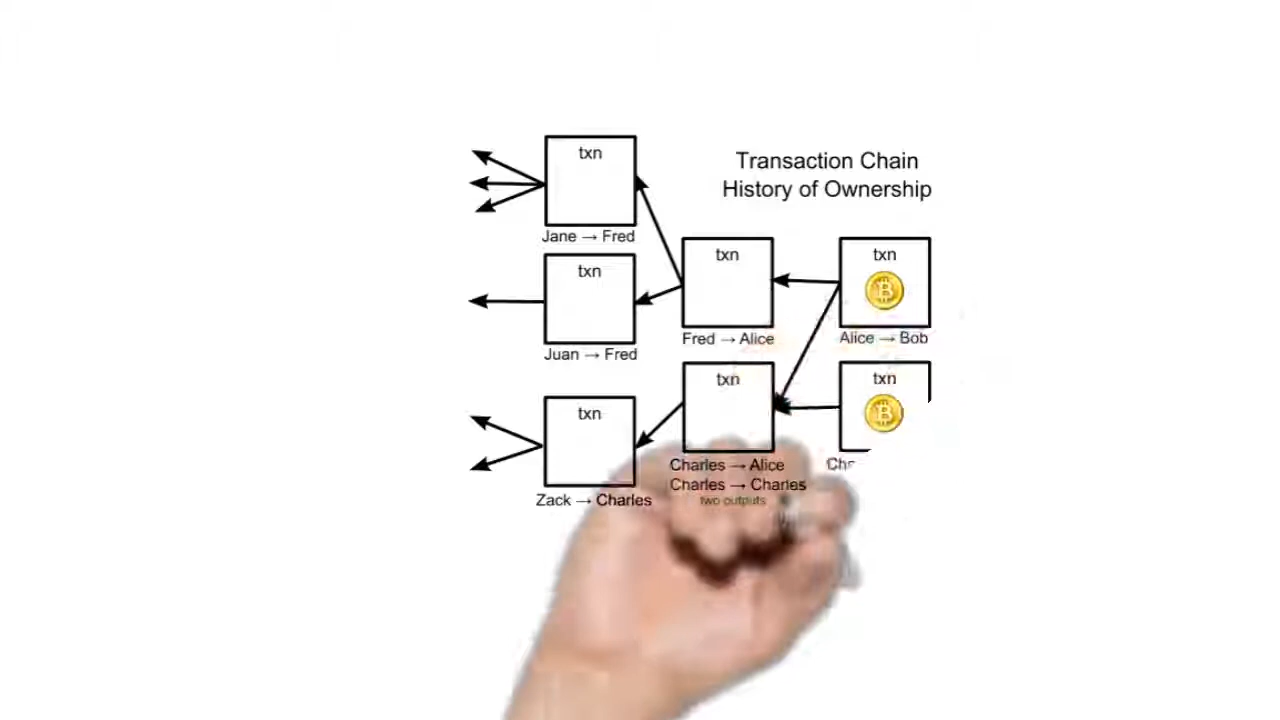 txn
Jane → Fred
txn
Juan → Fred
txn
Zack → Charles
Transaction Chain
History of Ownership
txn
Fred → Alice
txn
Charles → Alice
Charles → Charles
two outputs
txn
Alice → Bob
txn